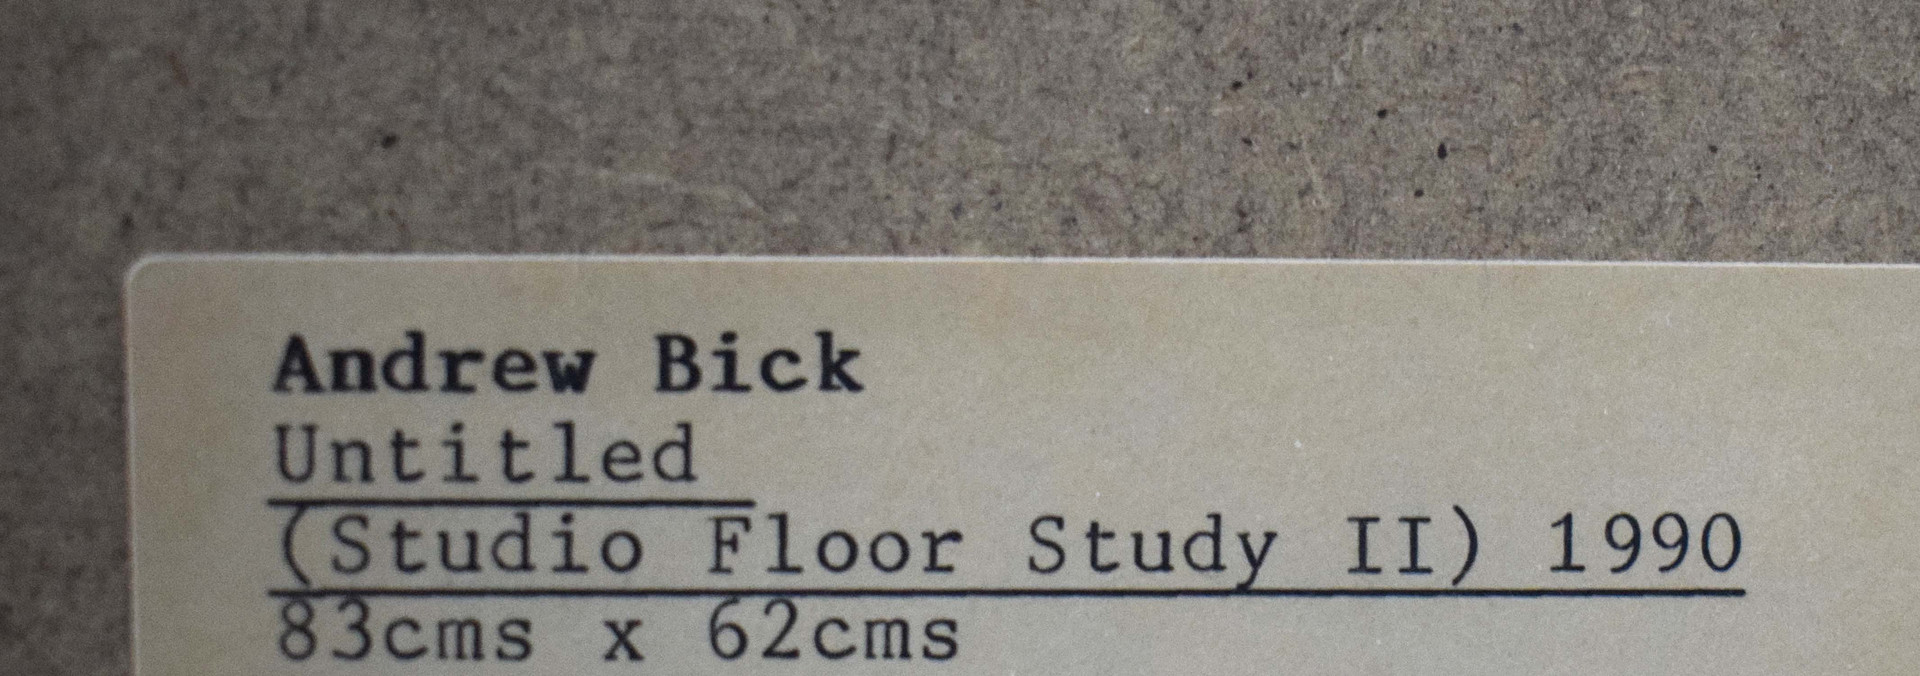 Andrew Bick
Untitled
(Studio Floor Study II) 1990
83cms x 62cms